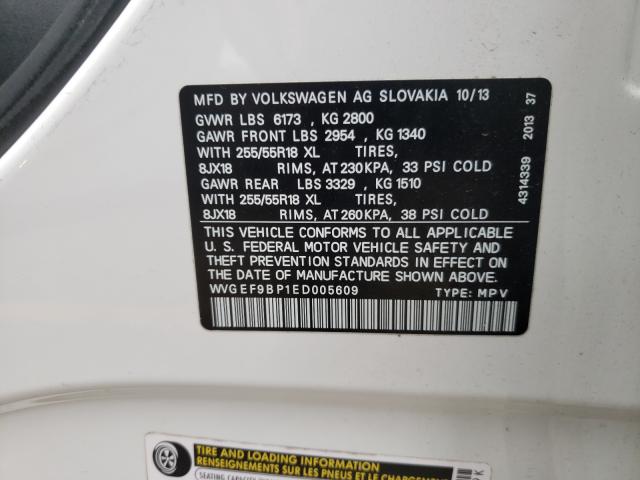 MFD BY VOLKSWAGEN AG SLOVAKIA 10/13
GVWR LBS 6173 , KG 2800
GAWR FRONT LBS 2954 , KG 1340
WITH 255/55R18 XL TIRES,
8JX18 RIMS, AT 230KPA, 33 PSI COLD
GAWR REAR LBS 3329 , KG 1510
WITH 255/55R18 XL TIRES,
8JX18 RIMS, AT 260KPA, 38 PSI COLD
THIS VEHICLE CONFORMS TO ALL APPLICABLE
U. S. FEDERAL MOTOR VEHICLE SAFETY AND
THEFT PREVENTION STANDARDS IN EFFECT ON
THE DATE OF MANUFACTURE SHOWN ABOVE.
WVGEF9BP1ED005609 TYPE: MPV
4314339 2013 37
TIRE AND LOADING INFORMATION
RENSEIGNEMENTS SUR LES PNEUS ET LE CHARGEMENT
SEATING CAPACITY